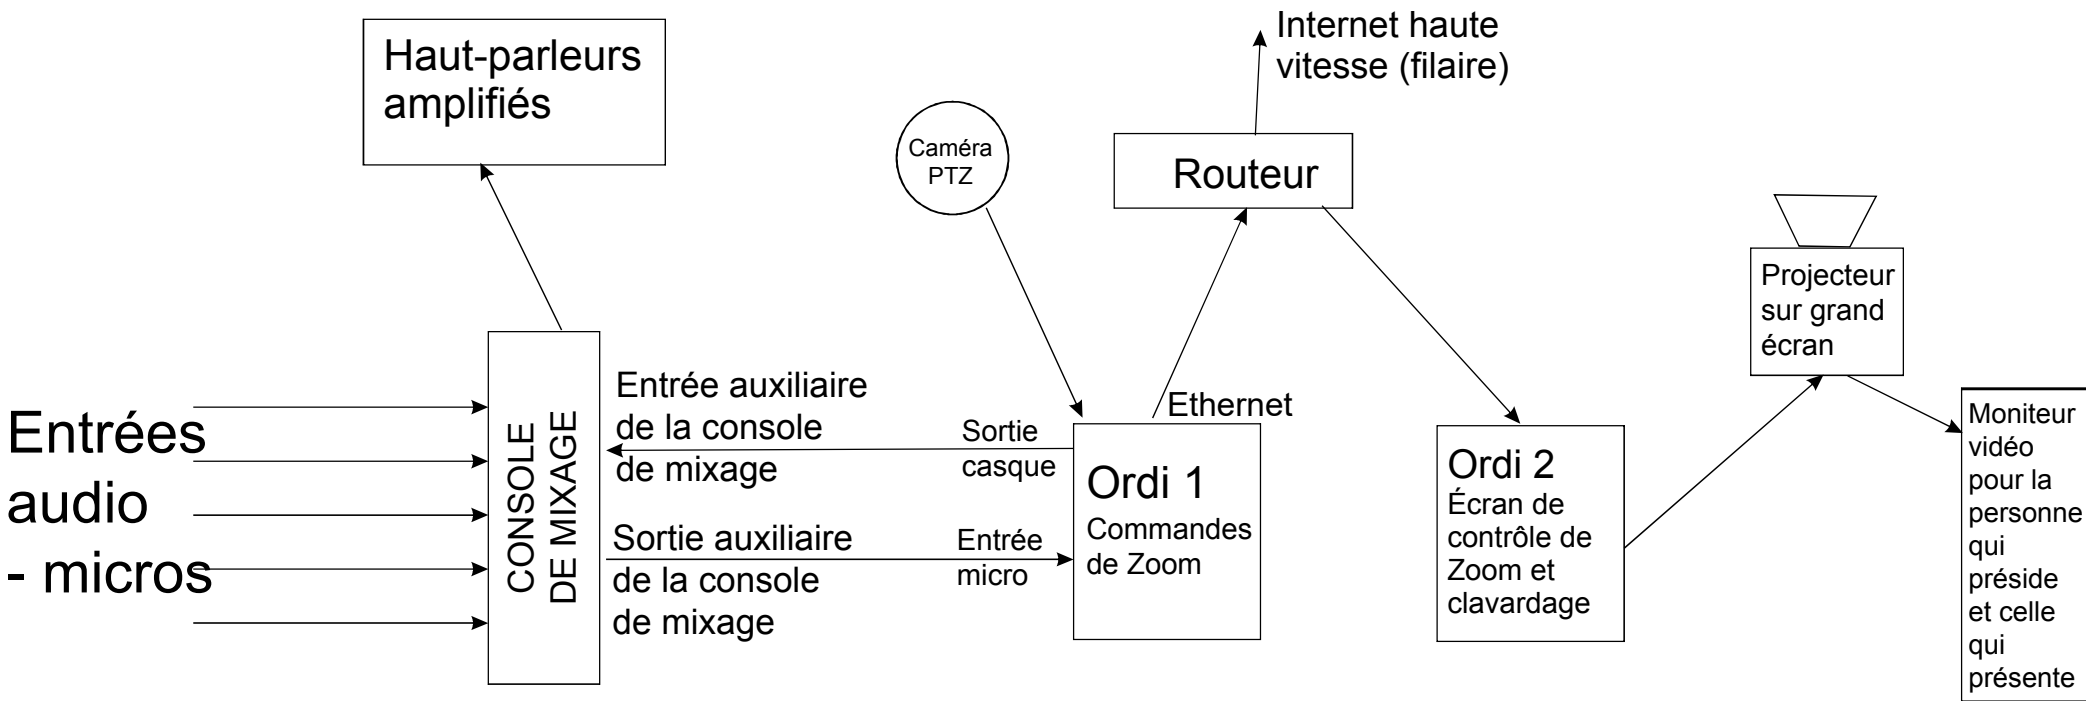 Haut-parleurs
amplifiés
Internet haute
vitesse (filaire)
Caméra
PTZ
Routeur
Projecteur
sur grand
écran
Entrées
audio
- micros
CONSOLE
DE MIXAGE
Entrée auxiliaire
de la console
de mixage
Sortie
casque
Sortie auxiliaire
de la console
de mixage
Entrée
micro
Ethernet
Ordi 1
Commandes
de Zoom
Ordi 2
Écran de
contrôle de
Zoom et
clavardage
Moniteur
vidéo
pour la
personne
qui
préside
et celle
qui
présente